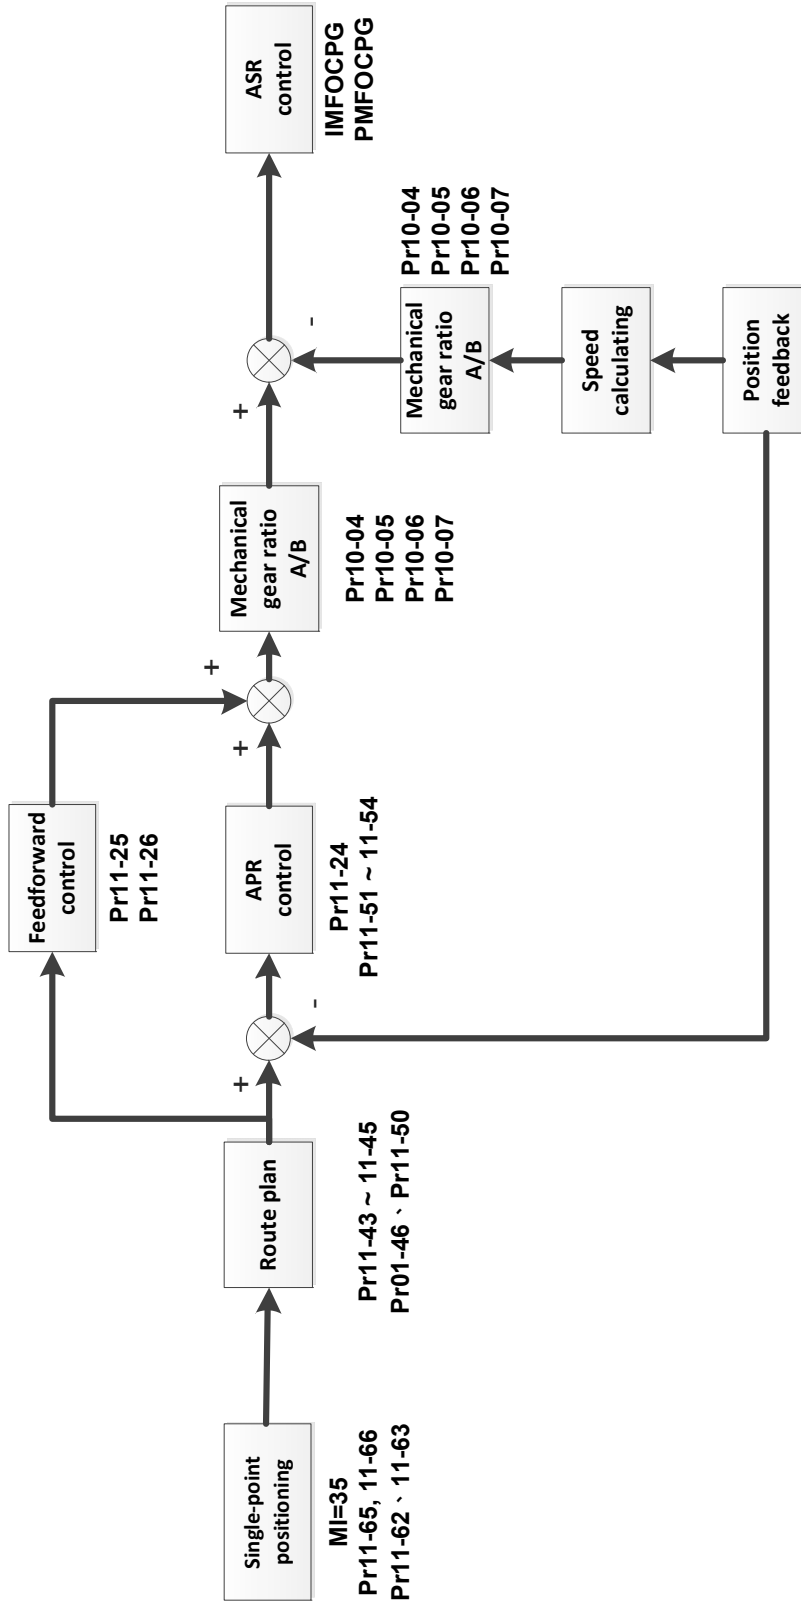 Single-point
positioning
MI=35
Pr11-65, 11-66
Pr11-62、11-63
Route plan
Pr11-43 ~ 11-45
Pr01-46、Pr11-50
+
-
Feedforward
control
Pr11-25
Pr11-26
APR
control
Pr11-24
Pr11-51 ~ 11-54
+
+
Mechanical
gear ratio
A/B
Pr10-04
Pr10-05
Pr10-06
Pr10-07
+
-
ASR
control
IMFOCPG
PMFOCPG
Mechanical
gear ratio
A/B
Pr10-04
Pr10-05
Pr10-06
Pr10-07
Speed
calculating
Position
feedback